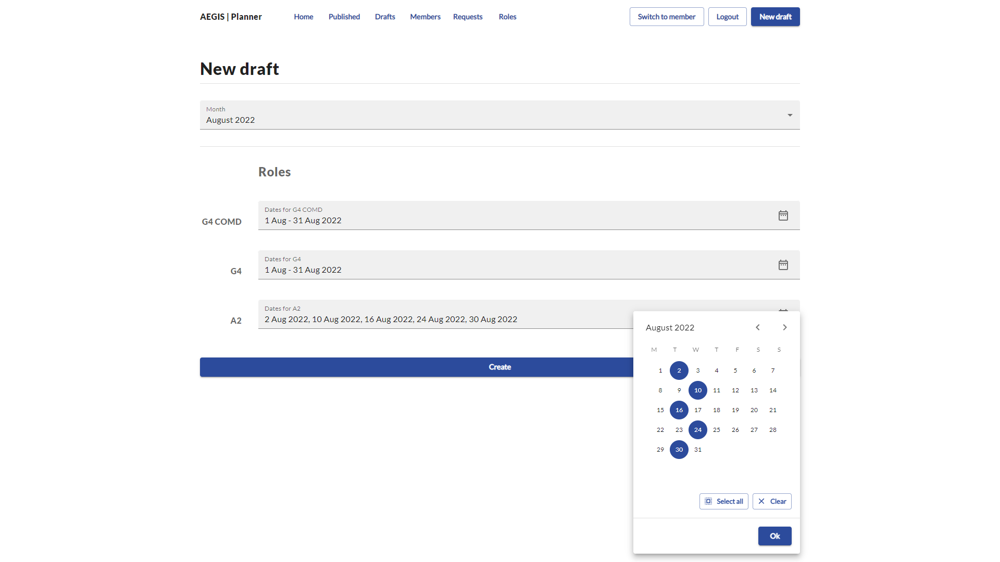 AEGIS | Planner Home Published Drafts Members Requests Roles Switch to member Logout New draft
New draft
Month
August 2022
Roles
G4 COMD
Dates for G4 COMD
1 Aug - 31 Aug 2022
G4
Dates for G4
1 Aug - 31 Aug 2022
A2
Dates for A2
2 Aug 2022, 10 Aug 2022, 16 Aug 2022, 24 Aug 2022, 30 Aug 2022
Create
August 2022
M T W T F S S
1 2 3 4 5 6 7
8 9 10 11 12 13 14
15 16 17 18 19 20 21
22 23 24 25 26 27 28
29 30 31
Select all Clear
Ok